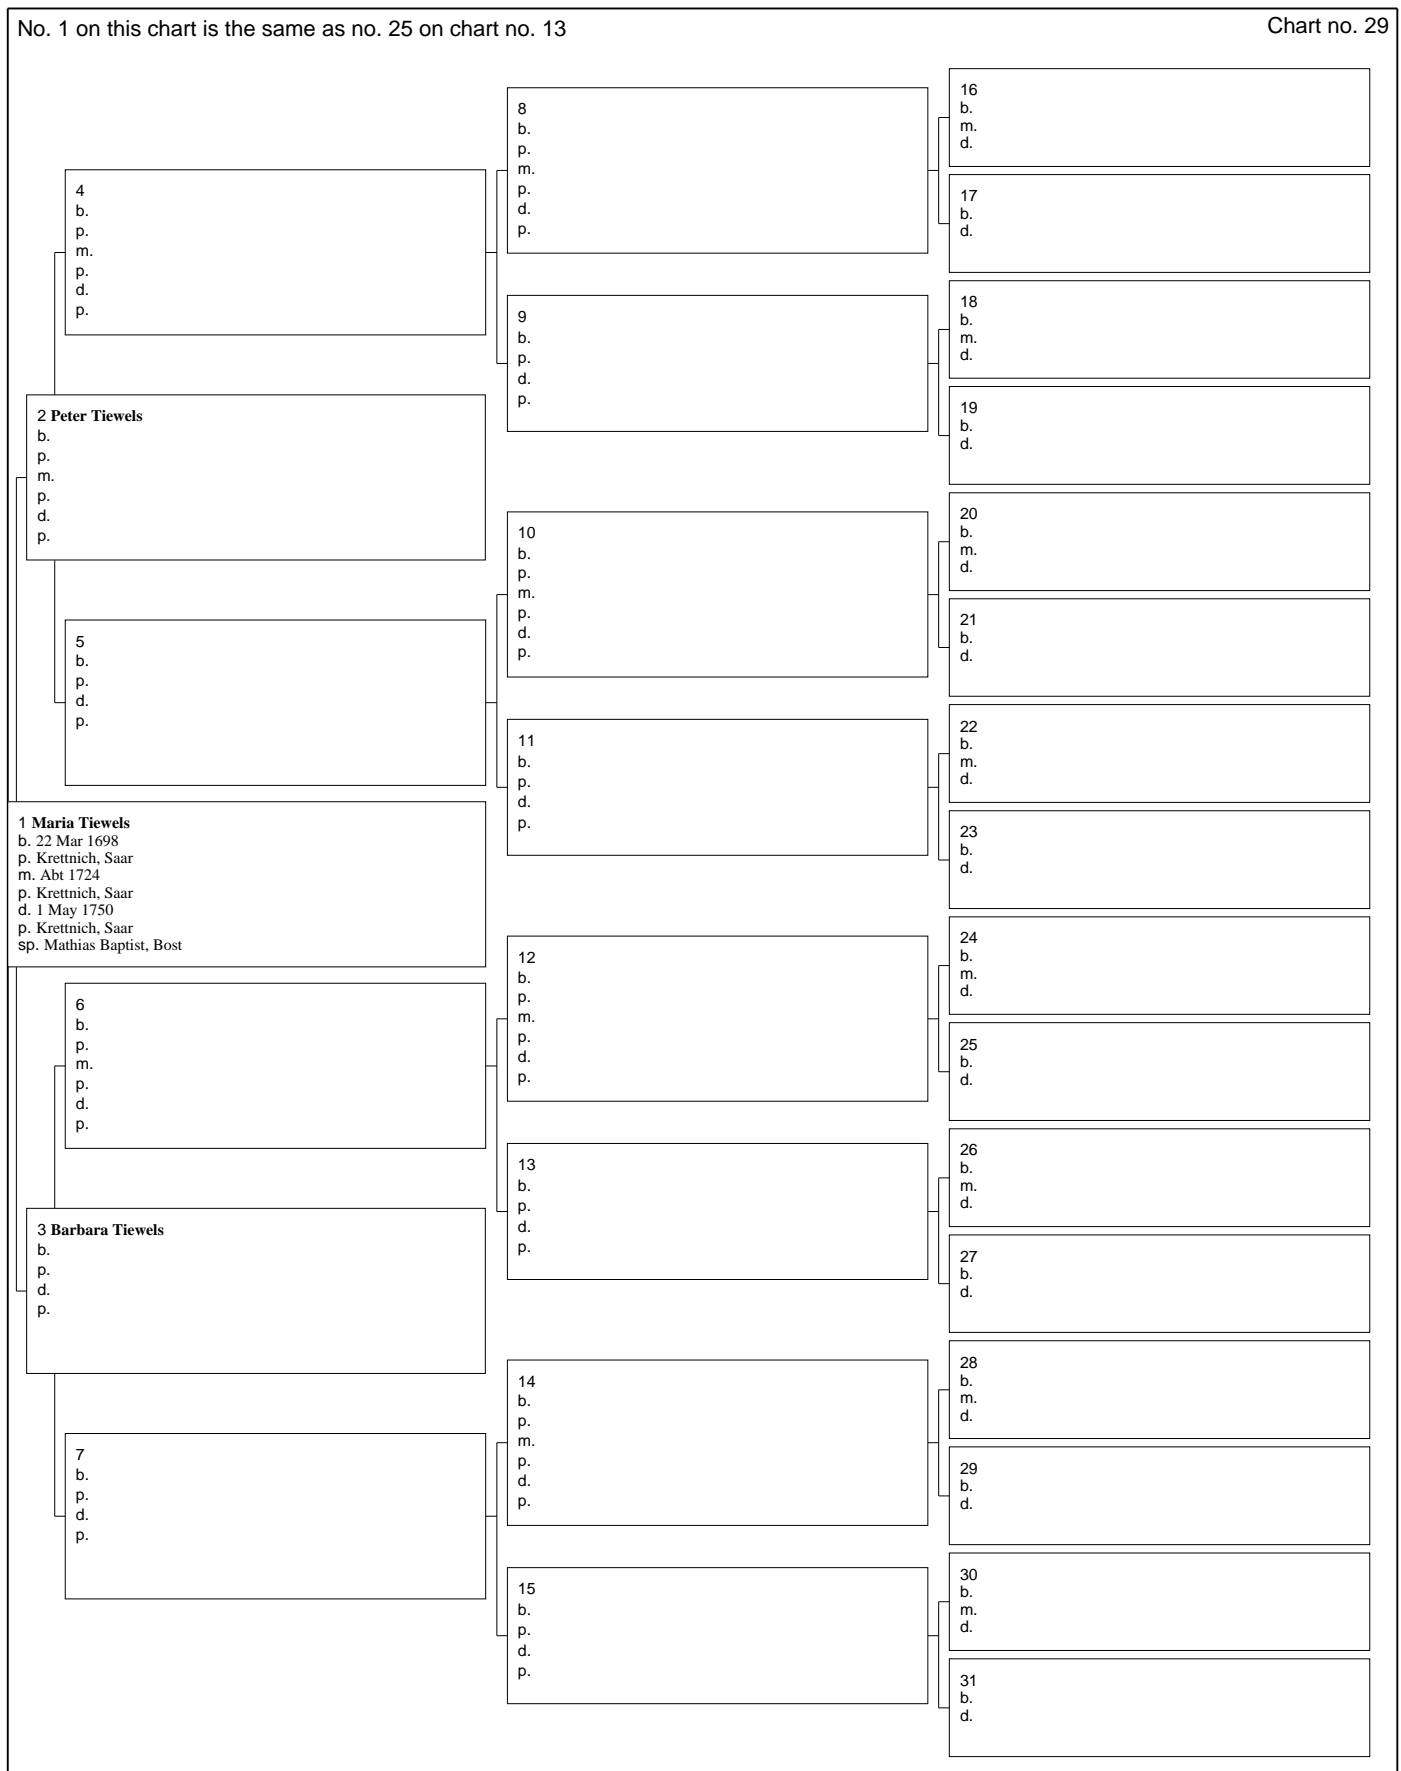 No. 1 on this chart is the same as no. 25 on chart no. 13
Chart no. 29
1 Maria Tiewels
b. 22 Mar 1698
p. Krettnich, Saar
m. Abt 1724
p. Krettnich, Saar
d. 1 May 1750
p. Krettnich, Saar
sp. Mathias Baptist, Bost
2 Peter Tiewels
b.
p.
m.
p.
d.
p.
3 Barbara Tiewels
b.
p.
d.
p.
4
b.
p.
m.
p.
d.
p.
5
b.
p.
d.
p.
6
b.
p.
m.
p.
d.
p.
7
b.
p.
d.
p.
8
b.
p.
m.
p.
d.
p.
9
b.
p.
d.
p.
10
b.
p.
m.
p.
d.
p.
11
b.
p.
d.
p.
12
b.
p.
m.
p.
d.
p.
13
b.
p.
d.
p.
14
b.
p.
m.
p.
d.
p.
15
b.
p.
d.
p.
16
b.
m.
d.
17
b.
d.
18
b.
m.
d.
19
b.
d.
20
b.
m.
d.
21
b.
d.
22
b.
m.
d.
23
b.
d.
24
b.
m.
d.
25
b.
d.
26
b.
m.
d.
27
b.
d.
28
b.
m.
d.
29
b.
d.
30
b.
m.
d.
31
b.
d.